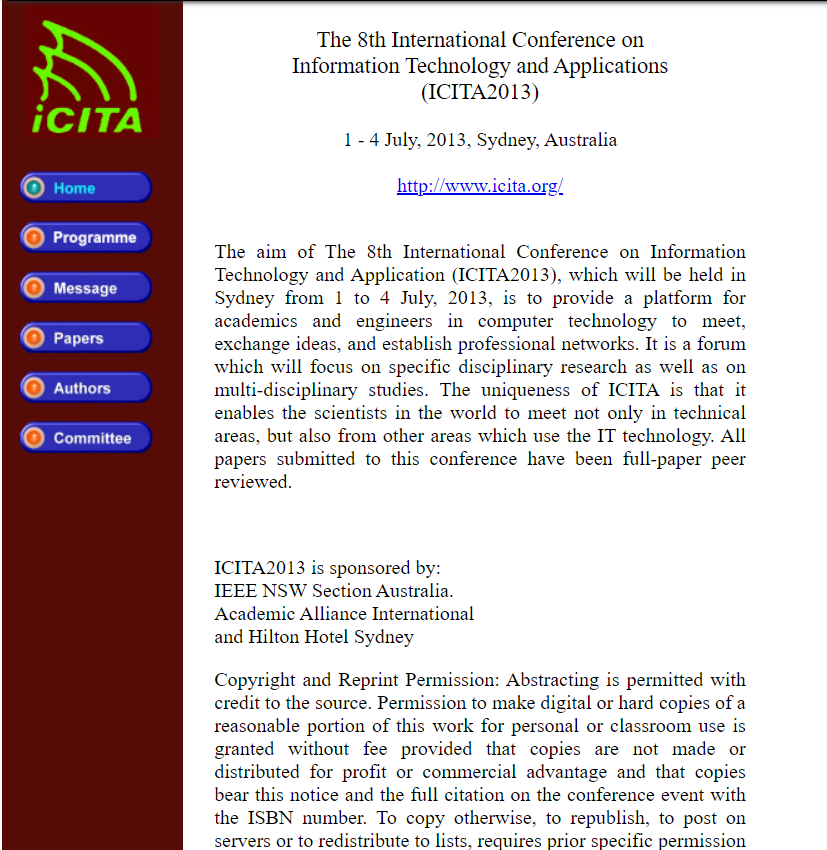 iCITA
Home
Programme
Message
Papers
Authors
Committee
The 8th International Conference on
Information Technology and Applications
(ICITA2013)
1 - 4 July, 2013, Sydney, Australia
http://www.icita.org/
The aim of The 8th International Conference on Information
Technology and Application (ICITA2013), which will be held in
Sydney from 1 to 4 July, 2013, is to provide a platform for
academics and engineers in computer technology to meet,
exchange ideas, and establish professional networks. It is a forum
which will focus on specific disciplinary research as well as on
multi-disciplinary studies. The uniqueness of ICITA is that it
enables the scientists in the world to meet not only in technical
areas, but also from other areas which use the IT technology. All
papers submitted to this conference have been full-paper peer
reviewed.
ICITA2013 is sponsored by:
IEEE NSW Section Australia.
Academic Alliance International
and Hilton Hotel Sydney
Copyright and Reprint Permission: Abstracting is permitted with
credit to the source. Permission to make digital or hard copies of a
reasonable portion of this work for personal or classroom use is
granted without fee provided that copies are not made or
distributed for profit or commercial advantage and that copies
bear this notice and the full citation on the conference event with
the ISBN number. To copy otherwise, to republish, to post on
servers or to redistribute to lists, requires prior specific permission